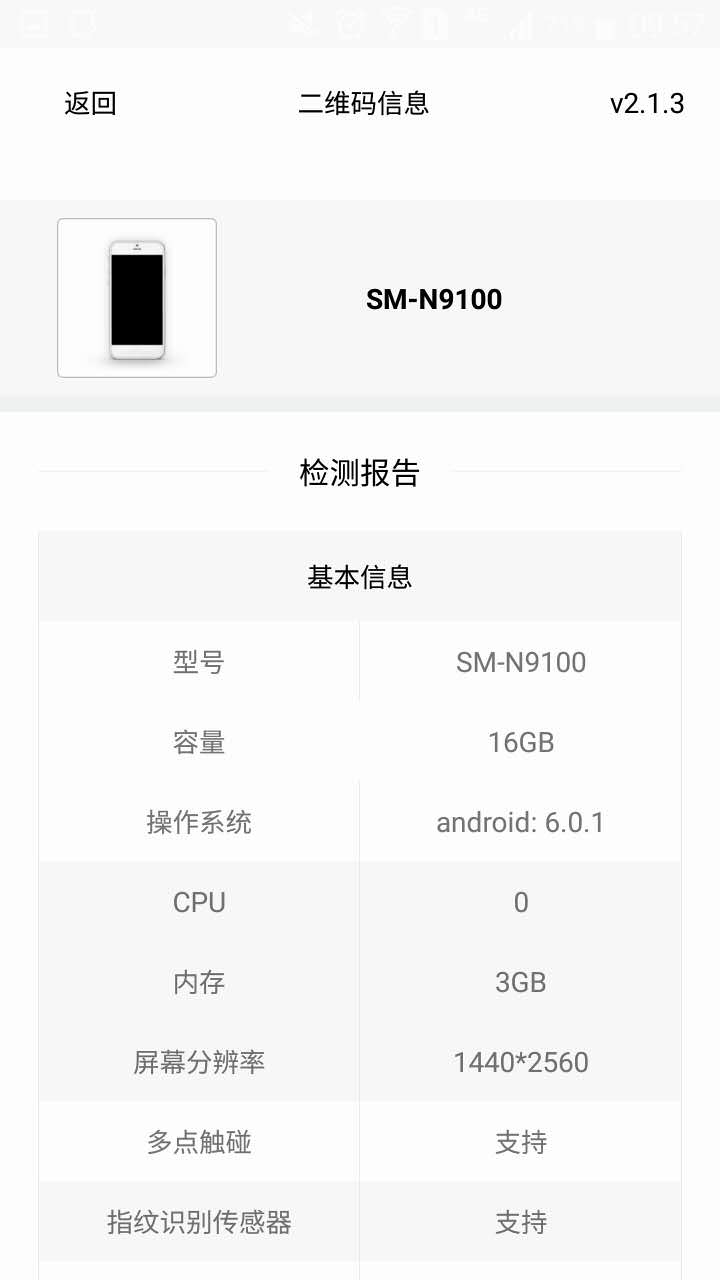 返回 二维码信息 v2.1.3
SM-N9100
检测报告
基本信息
型号 SM-N9100
容量 16GB
操作系统 android: 6.0.1
CPU 0
内存 3GB
屏幕分辨率 1440*2560
多点触碰 支持
指纹识别传感器 支持